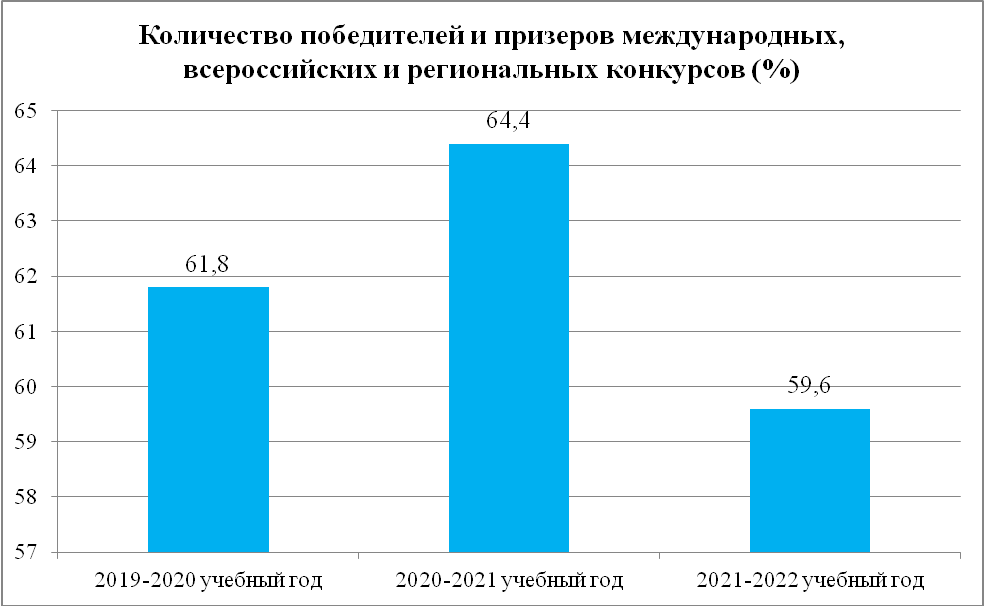 Количество победителей и призеров международных,
всероссийских и региональных конкурсов (%)
65
64
63
62
61
60
59
58
57
61,8
64,4
59,6
2019-2020 учебный год
2020-2021 учебный год
2021-2022 учебный год